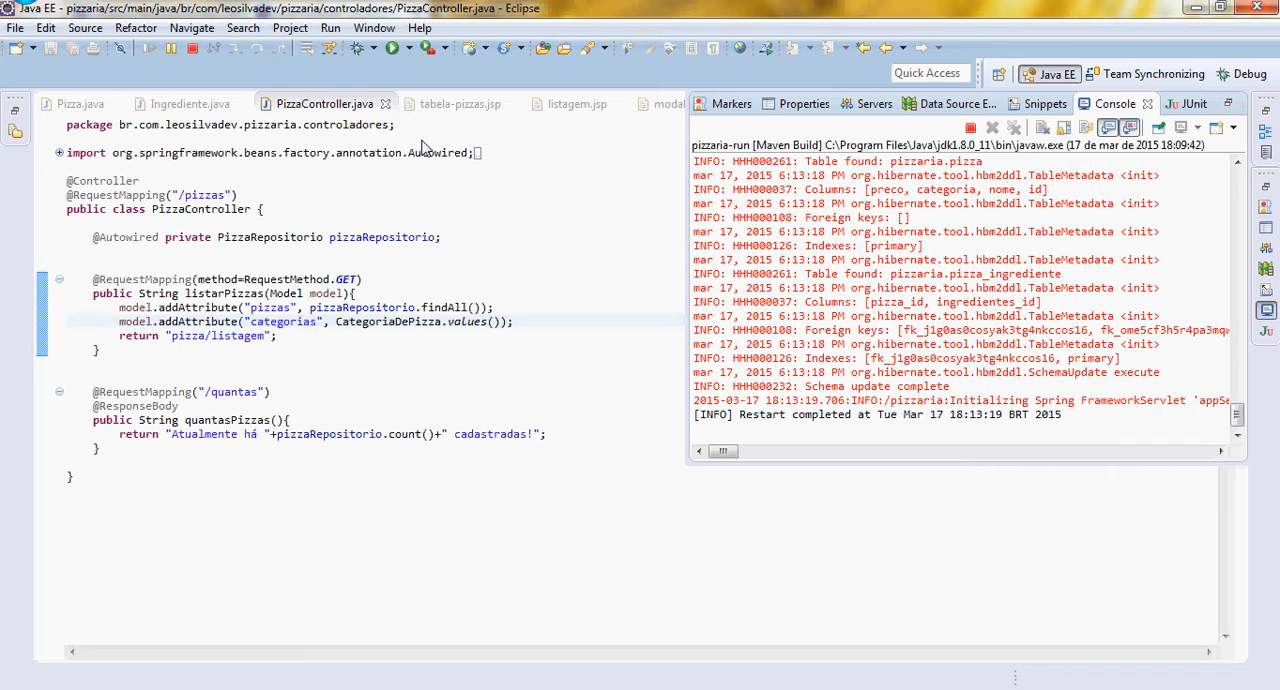 Java EE - pizzaria/src/main/java/br/com/leosilvadev/pizzaria/controladores/PizzaController.java - Eclipse
File Edit Source Refactor Navigate Search Project Run Window Help
Quick Access Java EE Team Synchronizing Debug
Pizza.java Ingrediente.java PizzaController.java tabela-pizzas.jsp listagem.jsp modal
package br.com.leosilvadev.pizzaria.controladores;
import org.springframework.beans.factory.annotation.Autowired;
@Controller
@RequestMapping("/pizzas")
public class PizzaController {
@Autowired private PizzaRepositorio pizzaRepositorio;
@RequestMapping(method=RequestMethod.GET)
public String listarPizzas(Model model){
model.addAttribute("pizzas", pizzaRepositorio.findAll());
model.addAttribute("categorias", CategoriaDePizza.values());
return "pizza/listagem";
}
@RequestMapping("/quantas")
@ResponseBody
public String quantasPizzas(){
return "Atualmente há "+pizzaRepositorio.count()+" cadastradas!";
}
}
Markers Properties Servers Data Source E... Snippets Console JUnit
pizzaria-run [Maven Build] C:\Program Files\Java\jdk1.8.0_11\bin\javaw.exe (17 de mar de 2015 18:09:42)
INFO: HHH000261: Table found: pizzaria.pizza
mar 17, 2015 6:13:18 PM org.hibernate.tool.hbm2ddl.TableMetadata <init>
INFO: HHH000037: Columns: [preco, categoria, nome, id]
mar 17, 2015 6:13:18 PM org.hibernate.tool.hbm2ddl.TableMetadata <init>
INFO: HHH000108: Foreign keys: []
mar 17, 2015 6:13:18 PM org.hibernate.tool.hbm2ddl.TableMetadata <init>
INFO: HHH000126: Indexes: [primary]
mar 17, 2015 6:13:18 PM org.hibernate.tool.hbm2ddl.TableMetadata <init>
INFO: HHH000261: Table found: pizzaria.pizza_ingrediente
mar 17, 2015 6:13:18 PM org.hibernate.tool.hbm2ddl.TableMetadata <init>
INFO: HHH000037: Columns: [pizza_id, ingredientes_id]
mar 17, 2015 6:13:18 PM org.hibernate.tool.hbm2ddl.TableMetadata <init>
INFO: HHH000108: Foreign keys: [fk_j1g0as0cosyak3tg4nkccos16, fk_ome5cf3h5r4pa3mqw
mar 17, 2015 6:13:18 PM org.hibernate.tool.hbm2ddl.TableMetadata <init>
INFO: HHH000126: Indexes: [fk_j1g0as0cosyak3tg4nkccos16, primary]
mar 17, 2015 6:13:18 PM org.hibernate.tool.hbm2ddl.SchemaUpdate execute
INFO: HHH000232: Schema update complete
2015-03-17 18:13:19.706:INFO:/pizzaria:Initializing Spring FrameworkServlet 'appSe
[INFO] Restart completed at Tue Mar 17 18:13:19 BRT 2015